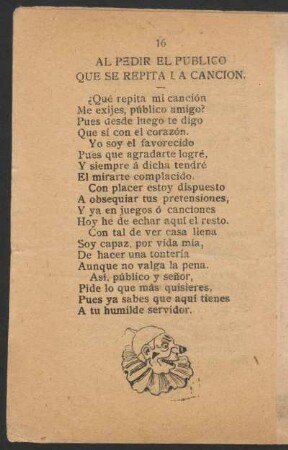 16
AL PEDIR EL PUBLICO
QUE SE REPITA LA CANCION.
¿Qué repita mi canción
Me exijes, público amigo?
Pues desde luego te digo
Que sí con el corazón.
Yo soy el favorecido
Pues que agradarte logré,
Y siempre á dicha tendré
El mirarte complacido.
Con placer estoy dispuesto
A obsequiar tus pretensiones,
Y ya en juegos ó canciones
Hoy he de echar aquí el resto.
Con tal de ver casa llena
Soy capaz, por vida mía,
De hacer una tontería
Aunque no valga la pena.
Así, público y señor,
Pide lo que más quisieres,
Pues ya sabes que aquí tienes
A tu humilde servidor.